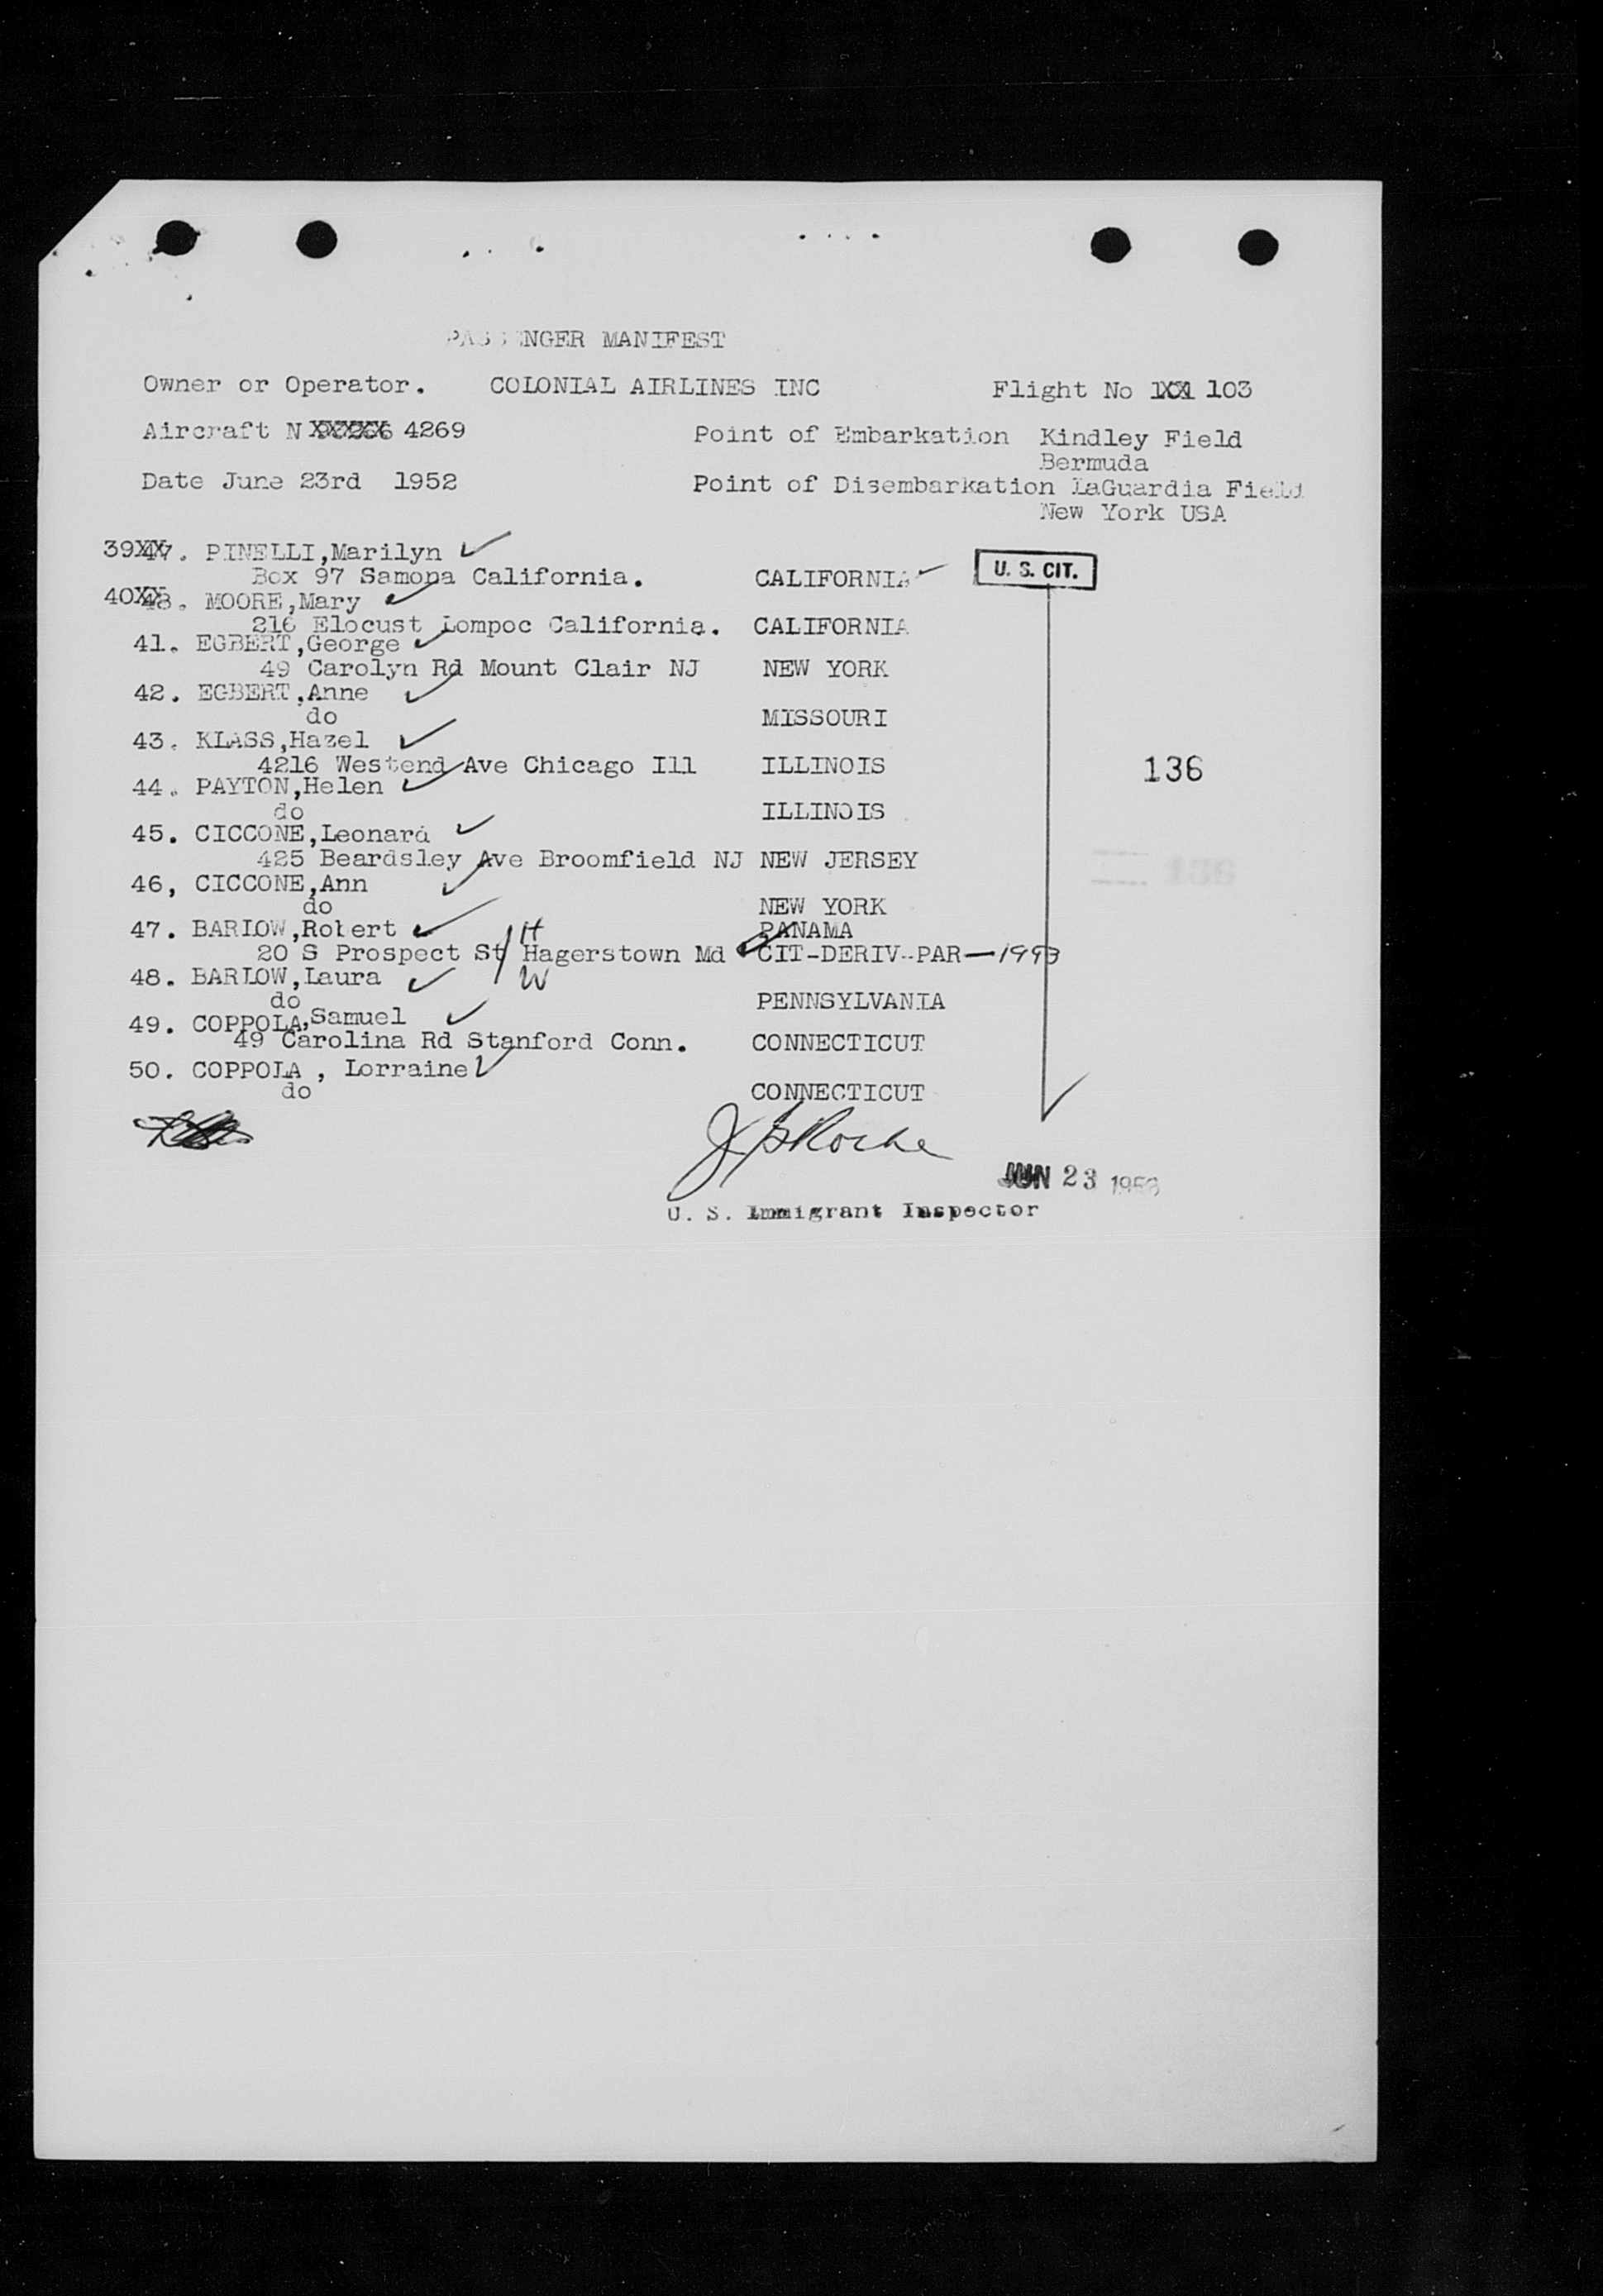 PASSENGER MANIFEST
Owner or Operator. COLONIAL AIRLINES INC Flight No 103
Aircraft N 4269 Point of Embarkation Kindley Field
Bermuda
Date June 23rd 1952 Point of Disembarkation LaGuardia Field
New York USA
39 47. PINELLI,Marilyn
Box 97 Samopa California. CALIFORNIA U. S. CIT.
40 48. MOORE,Mary
216 Elocust Lompoc California. CALIFORNIA
41. EGBERT,George
49 Carolyn Rd Mount Clair NJ NEW YORK
42. EGBERT,Anne
do MISSOURI
43. KLASS,Hazel
4216 Westend Ave Chicago Ill ILLINOIS 136
44. PAYTON,Helen
do ILLINOIS
45. CICCONE,Leonard
425 Beardsley Ave Broomfield NJ NEW JERSEY
136
46, CICCONE,Ann
do NEW YORK
47. BARLOW,Robert H PANAMA
20 S Prospect St Hagerstown Md CIT-DERIV-PAR-1993
48. BARLOW,Laura W
do PENNSYLVANIA
49. COPPOLA,Samuel
49 Carolina Rd Stanford Conn. CONNECTICUT
50. COPPOLA , Lorraine
do CONNECTICUT
Roche
JUN 23
U. S. Immigrant Inspector